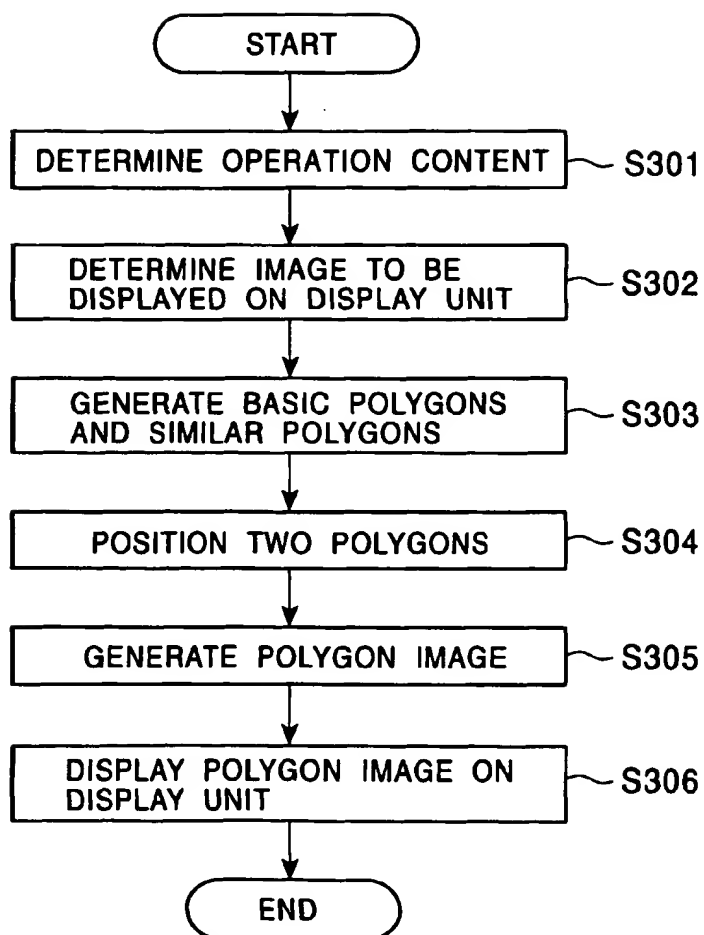 START
DETERMINE OPERATION CONTENT
S301
DETERMINE IMAGE TO BE
DISPLAYED ON DISPLAY UNIT
S302
GENERATE BASIC POLYGONS
AND SIMILAR POLYGONS
S303
POSITION TWO POLYGONS
S304
GENERATE POLYGON IMAGE
S305
DISPLAY POLYGON IMAGE ON
DISPLAY UNIT
S306
END